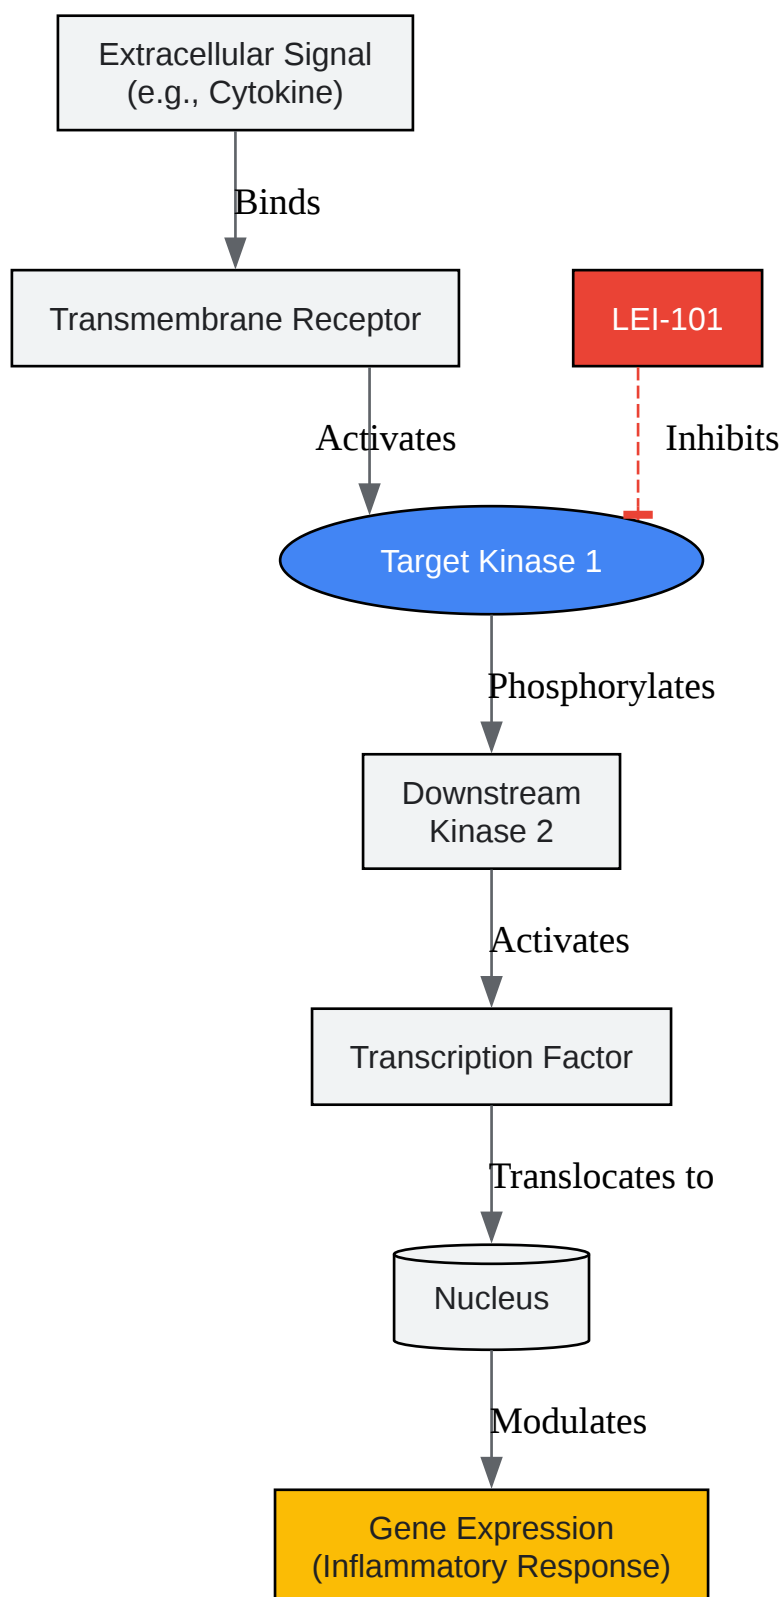 Extracellular Signal
(e.g., Cytokine)
Binds
Transmembrane Receptor
LEI-101
Activates
Inhibits
Target Kinase 1
Phosphorylates
Downstream
Kinase 2
Activates
Transcription Factor
Translocates to
Nucleus
Modulates
Gene Expression
(Inflammatory Response)